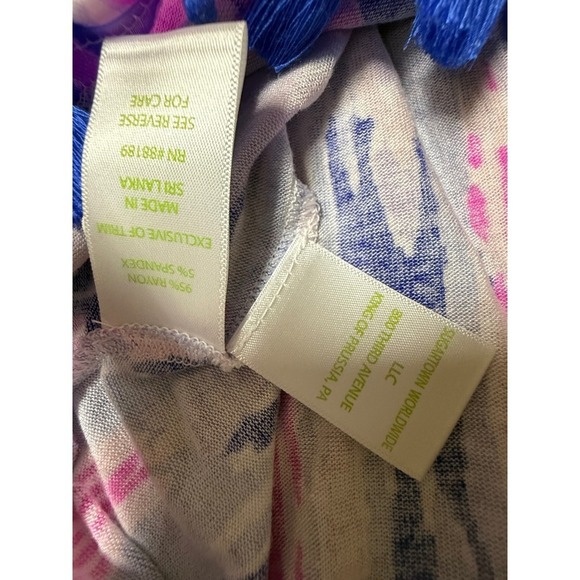 95% RAYON
5% SPANDEX
EXCLUSIVE OF TRIM
MADE IN
SRI LANKA
RN #88189
SEE REVERSE
FOR CARE
SUGARTOWN WORLDWIDE
LLC
800 THIRD AVENUE
KING OF PRUSSIA, PA